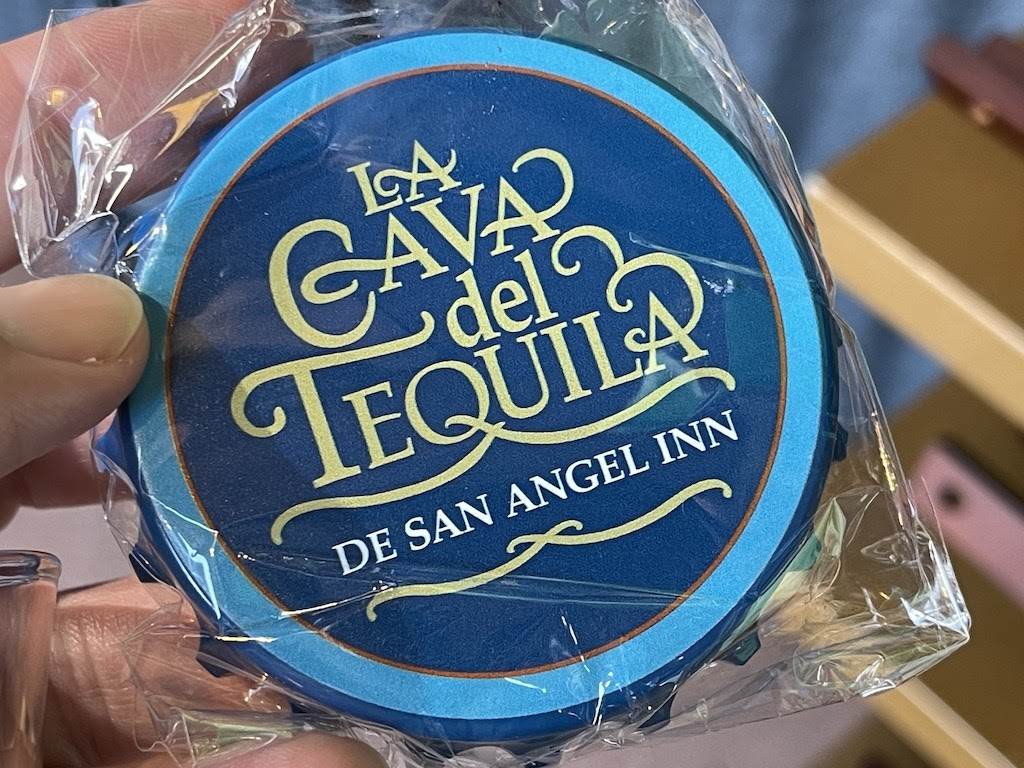 LA
CAVA
del
TEQUILA
DE SAN ANGEL INN